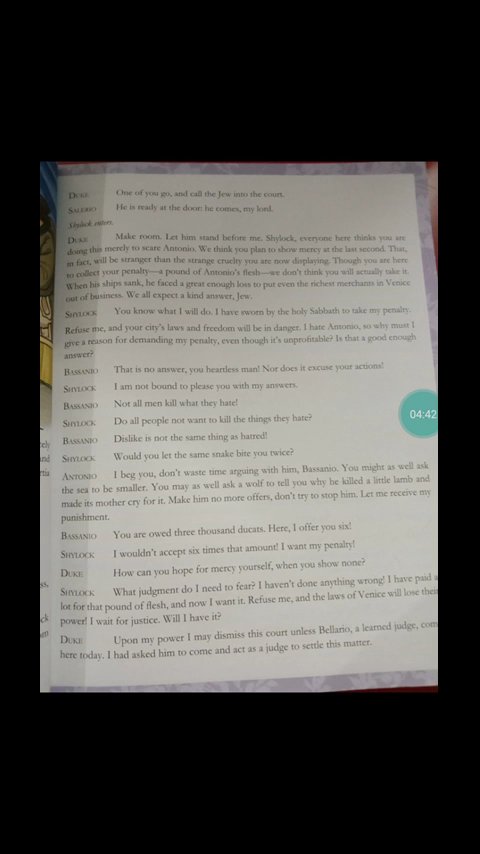 DUKE One of you go, and call the Jew into the court.
SALERIO He is ready at the door: he comes, my lord.
Shylock enters.
DUKE Make room. Let him stand before me. Shylock, everyone here thinks you are
doing this merely to scare Antonio. We think you plan to show mercy at the last second. That,
in fact, will be stranger than the strange cruelty you are now displaying. Though you are here
to collect your penalty—a pound of Antonio's flesh—we don't think you will actually take it.
When his ships sank, he faced a great enough loss to put even the richest merchants in Venice
out of business. We all expect a kind answer, Jew.
SHYLOCK You know what I will do. I have sworn by the holy Sabbath to take my penalty.
Refuse me, and your city's laws and freedom will be in danger. I hate Antonio, so why must I
give a reason for demanding my penalty, even though it's unprofitable? Is that a good enough
answer?
BASSANIO That is no answer, you heartless man! Nor does it excuse your actions!
SHYLOCK I am not bound to please you with my answers.
BASSANIO Not all men kill what they hate!
04:42
SHYLOCK Do all people not want to kill the things they hate?
BASSANIO Dislike is not the same thing as hatred!
SHYLOCK Would you let the same snake bite you twice?
ANTONIO I beg you, don't waste time arguing with him, Bassanio. You might as well ask
the sea to be smaller. You may as well ask a wolf to tell you why he killed a little lamb and
made its mother cry for it. Make him no more offers, don't try to stop him. Let me receive my
punishment.
BASSANIO You are owed three thousand ducats. Here, I offer you six!
SHYLOCK I wouldn't accept six times that amount! I want my penalty!
DUKE How can you hope for mercy yourself, when you show none?
SHYLOCK What judgment do I need to fear? I haven't done anything wrong! I have paid a
lot for that pound of flesh, and now I want it. Refuse me, and the laws of Venice will lose their
power! I wait for justice. Will I have it?
DUKE Upon my power I may dismiss this court unless Bellario, a learned judge, com
here today. I had asked him to come and act as a judge to settle this matter.